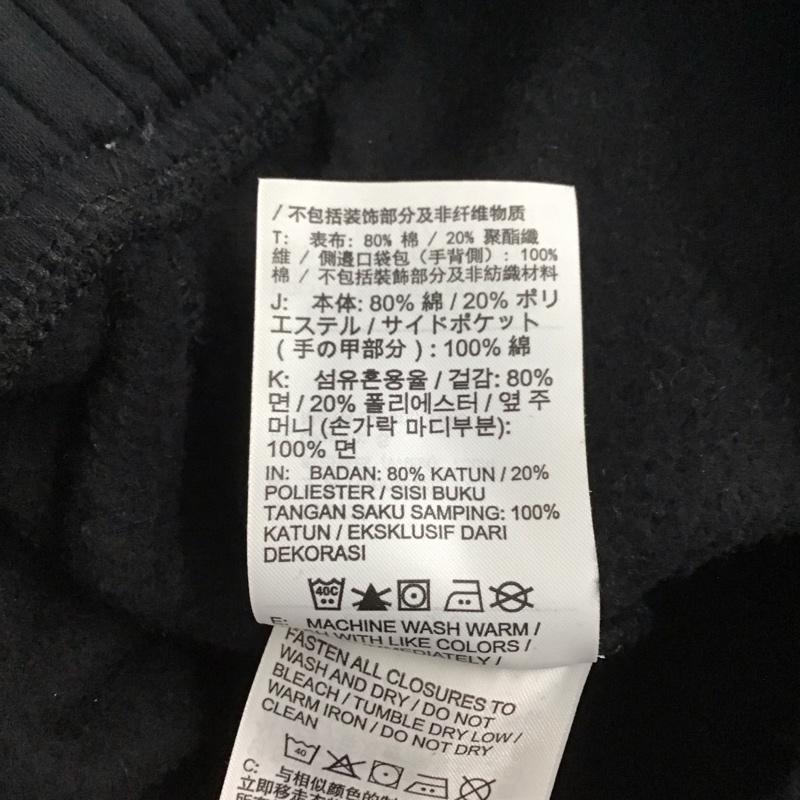 / 不包括装饰部分及非纤维物质
T: 表布: 80% 棉 / 20% 聚酯纖
維 / 側邊口袋包 (手背側) : 100%
棉 / 不包括裝飾部分及非紡織材料
J: 本体: 80% 綿 / 20% ポリ
エステル / サイドポケット
( 手の甲部分 ) : 100% 綿
K: 섬유혼용율 / 겉감: 80%
면 / 20% 폴리에스터 / 옆 주
머니 (손가락 마디부분):
100% 면
IN: BADAN: 80% KATUN / 20%
POLIESTER / SISI BUKU
TANGAN SAKU SAMPING: 100%
KATUN / EKSKLUSIF DARI
DEKORASI
40C
E: MACHINE WASH WARM /
WITH LIKE COLORS /
IMMEDIATELY /
FASTEN ALL CLOSURES TO
WASH AND DRY / DO NOT
BLEACH / TUMBLE DRY LOW /
WARM IRON / DO NOT DRY
CLEAN
40
C: 与相似颜色的
立即移走